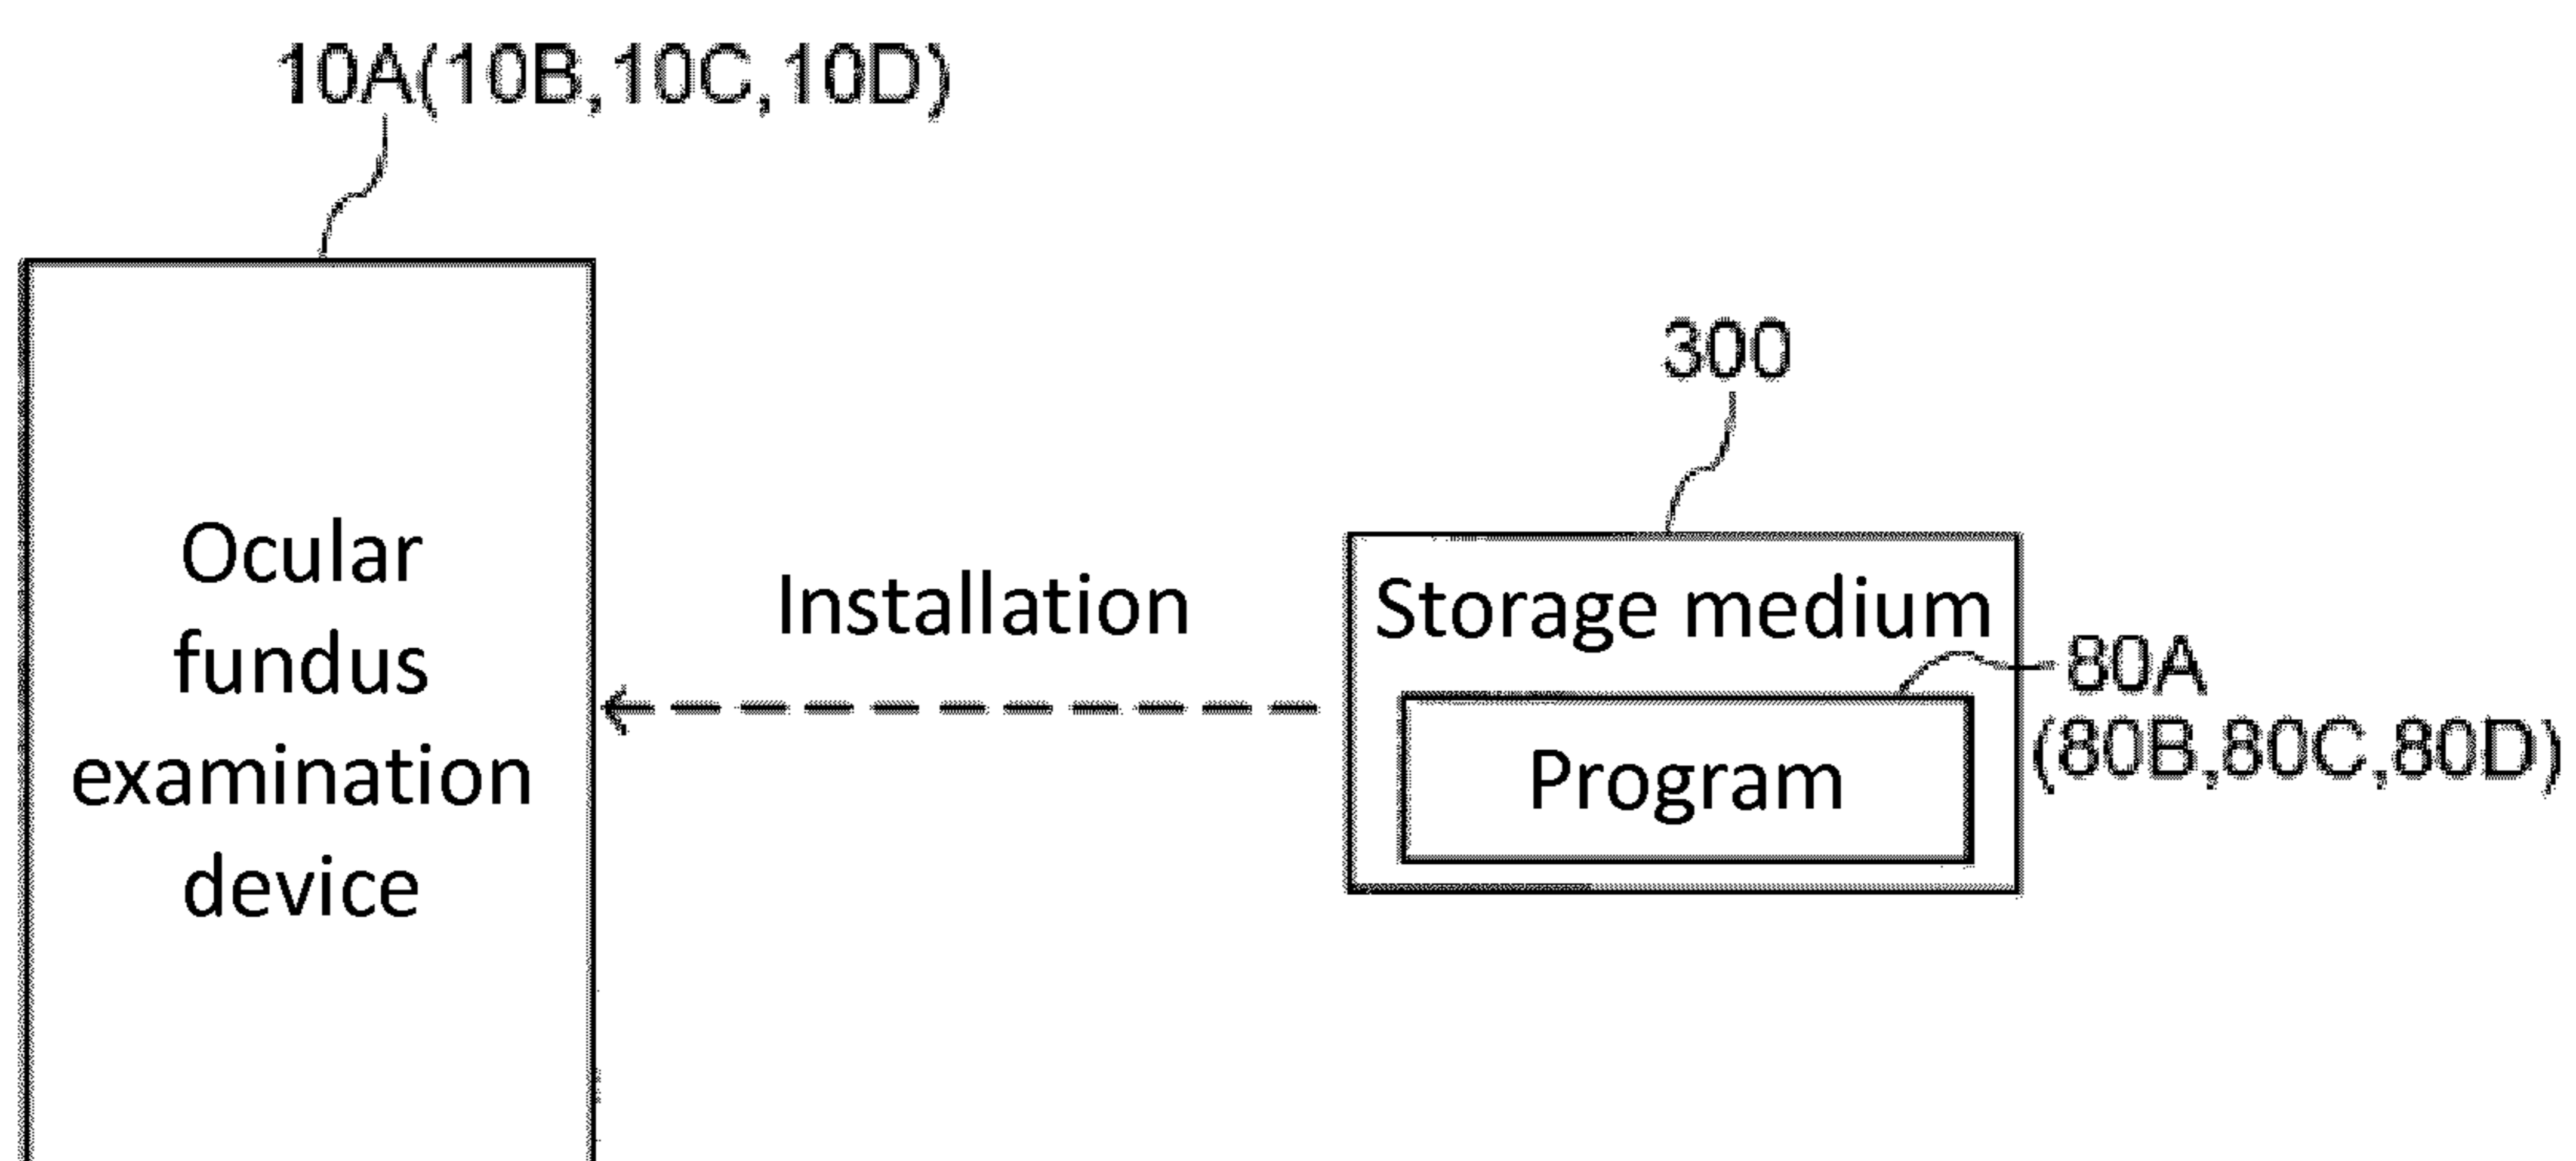 10A(10B,10C,10D)
Ocular
fundus
examination
device
Installation
300
Storage medium
80A
(80B,80C,80D)
Program